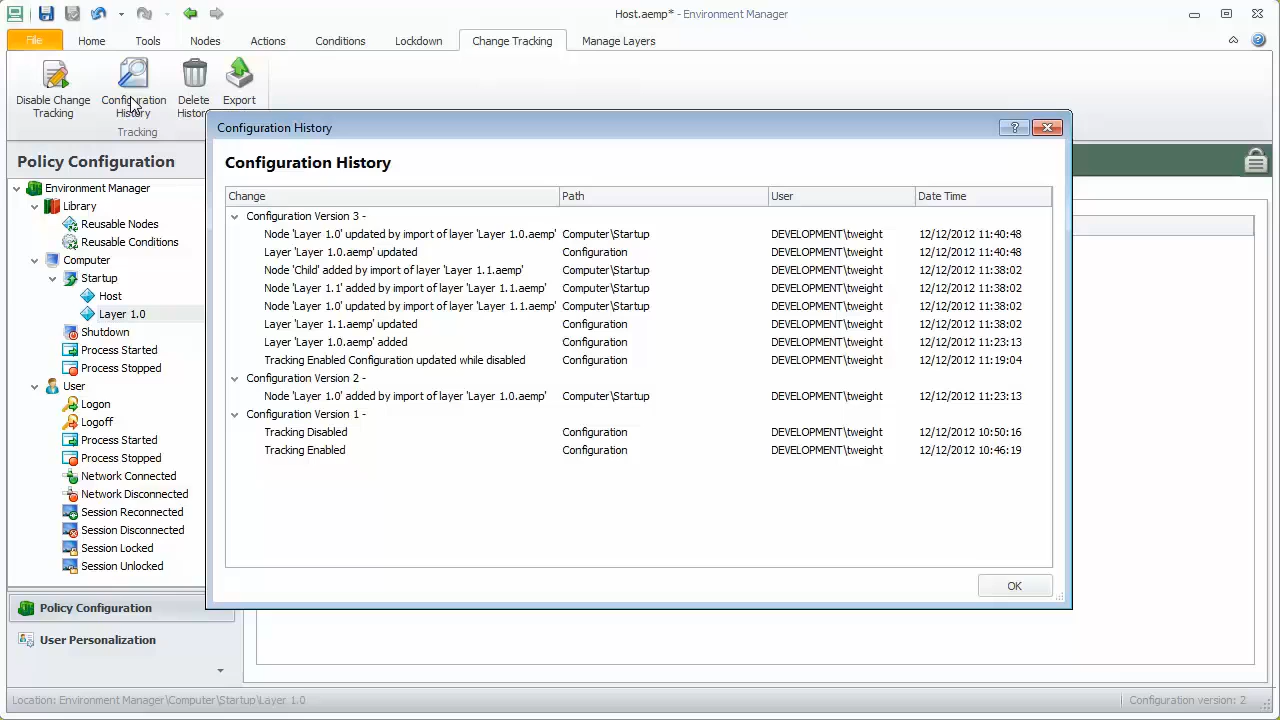 Host.aemp* - Environment Manager
File Home Tools Nodes Actions Conditions Lockdown Change Tracking Manage Layers
Disable Change Tracking
Configuration History
Delete History
Export
Tracking
Policy Configuration
Environment Manager
Library
Reusable Nodes
Reusable Conditions
Computer
Startup
Host
Layer 1.0
Shutdown
Process Started
Process Stopped
User
Logon
Logoff
Process Started
Process Stopped
Network Connected
Network Disconnected
Session Reconnected
Session Disconnected
Session Locked
Session Unlocked
Policy Configuration
User Personalization
Configuration History
?
Configuration History
Change Path User Date Time
Configuration Version 3 -
Node 'Layer 1.0' updated by import of layer 'Layer 1.0.aemp' Computer\Startup DEVELOPMENT\tweight 12/12/2012 11:40:48
Layer 'Layer 1.0.aemp' updated Configuration DEVELOPMENT\tweight 12/12/2012 11:40:48
Node 'Child' added by import of layer 'Layer 1.1.aemp' Computer\Startup DEVELOPMENT\tweight 12/12/2012 11:38:02
Node 'Layer 1.1' added by import of layer 'Layer 1.1.aemp' Computer\Startup DEVELOPMENT\tweight 12/12/2012 11:38:02
Node 'Layer 1.0' updated by import of layer 'Layer 1.1.aemp' Computer\Startup DEVELOPMENT\tweight 12/12/2012 11:38:02
Layer 'Layer 1.1.aemp' updated Configuration DEVELOPMENT\tweight 12/12/2012 11:38:02
Layer 'Layer 1.0.aemp' added Configuration DEVELOPMENT\tweight 12/12/2012 11:23:13
Tracking Enabled Configuration updated while disabled Configuration DEVELOPMENT\tweight 12/12/2012 11:19:04
Configuration Version 2 -
Node 'Layer 1.0' added by import of layer 'Layer 1.0.aemp' Computer\Startup DEVELOPMENT\tweight 12/12/2012 11:23:13
Configuration Version 1 -
Tracking Disabled Configuration DEVELOPMENT\tweight 12/12/2012 10:50:16
Tracking Enabled Configuration DEVELOPMENT\tweight 12/12/2012 10:46:19
OK
Location: Environment Manager\Computer\Startup\Layer 1.0
Configuration version: 2